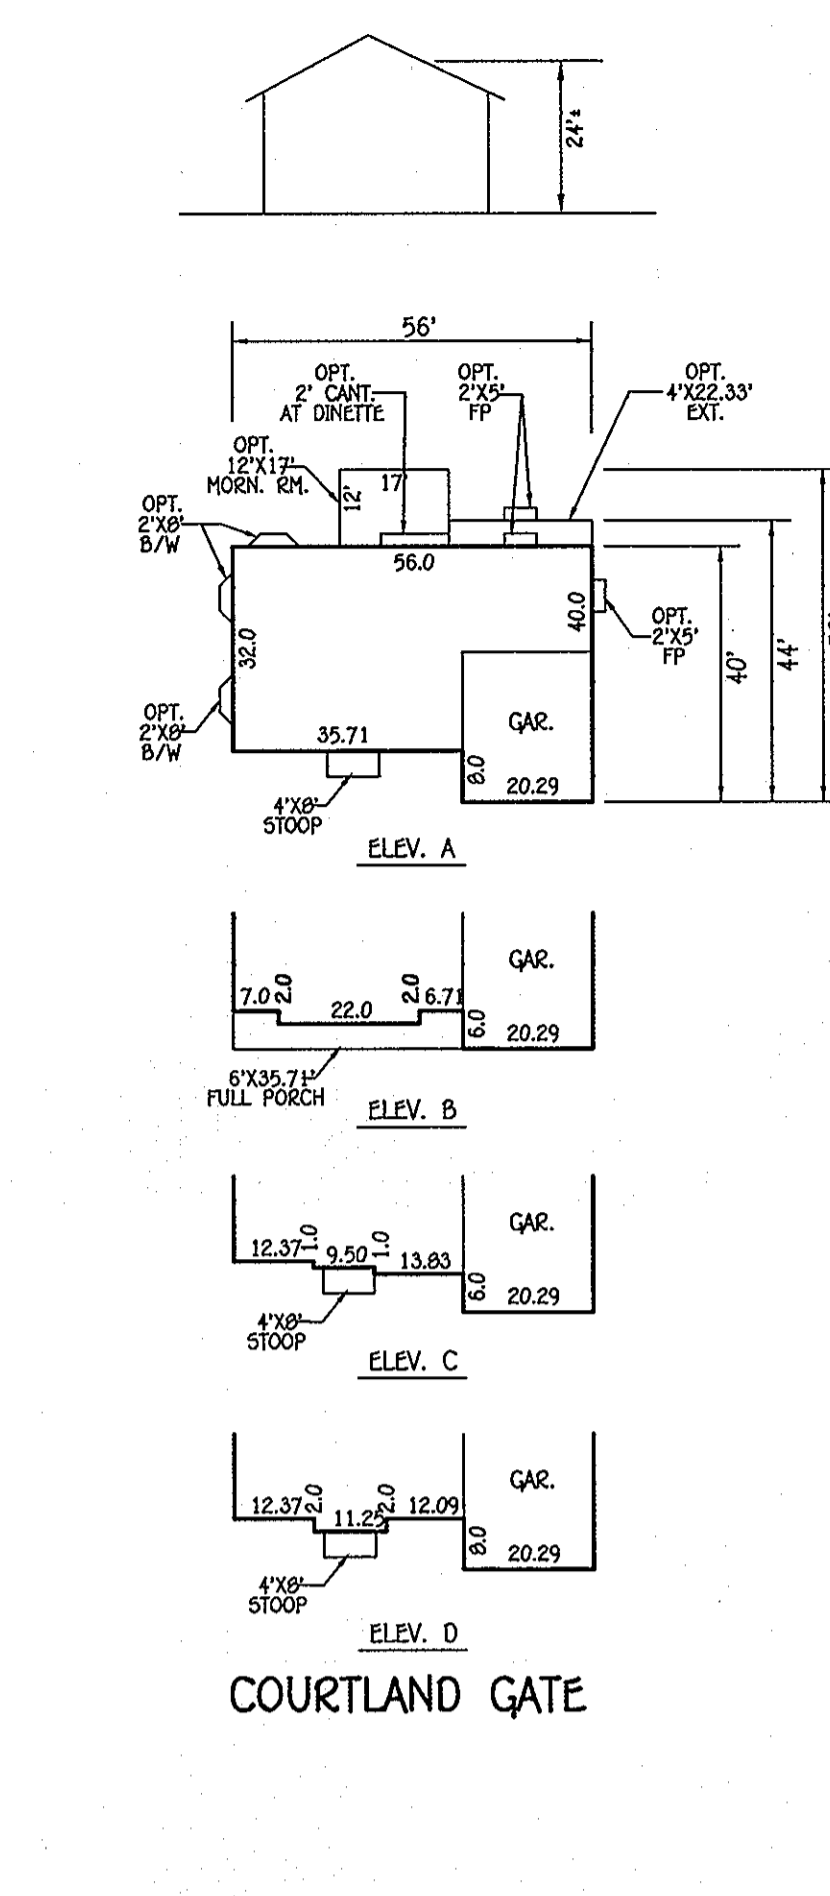 24'±
56'
OPT.
2' CANT.
AT DINETTE
OPT.
2'X5'
FP
OPT.
4'X22.33'
EXT.
OPT.
12'X17'
MORN. RM.
12'
17'
OPT.
2'X8'
B/W
56.0
32.0
40.0
OPT.
2'X5'
FP
40'
44'
OPT.
2'X8'
B/W
35.71
GAR.
8.0
20.29
4'X8'
STOOP
ELEV. A
GAR.
7.0
2.0
22.0
2.0
6.71
6.0
20.29
6'X35.71'
FULL PORCH
ELEV. B
GAR.
12.37
1.0
9.50
1.0
13.83
6.0
20.29
4'X8'
STOOP
ELEV. C
GAR.
12.37
2.0
11.25
2.0
12.09
8.0
20.29
4'X8'
STOOP
ELEV. D
COURTLAND GATE